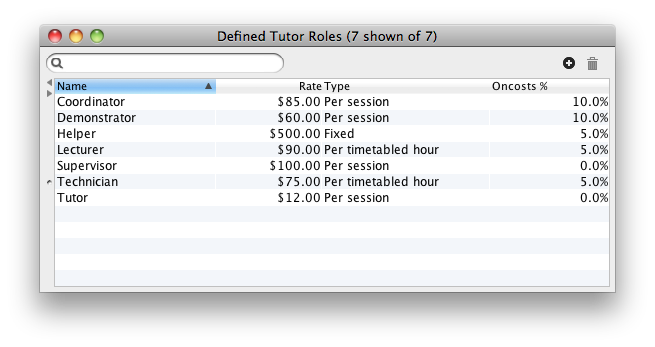 Defined Tutor Roles (7 shown of 7)
Name Rate Type Oncosts %
Coordinator $85.00 Per session 10.0%
Demonstrator $60.00 Per session 10.0%
Helper $500.00 Fixed 5.0%
Lecturer $90.00 Per timetabled hour 5.0%
Supervisor $100.00 Per session 0.0%
Technician $75.00 Per timetabled hour 5.0%
Tutor $12.00 Per session 0.0%